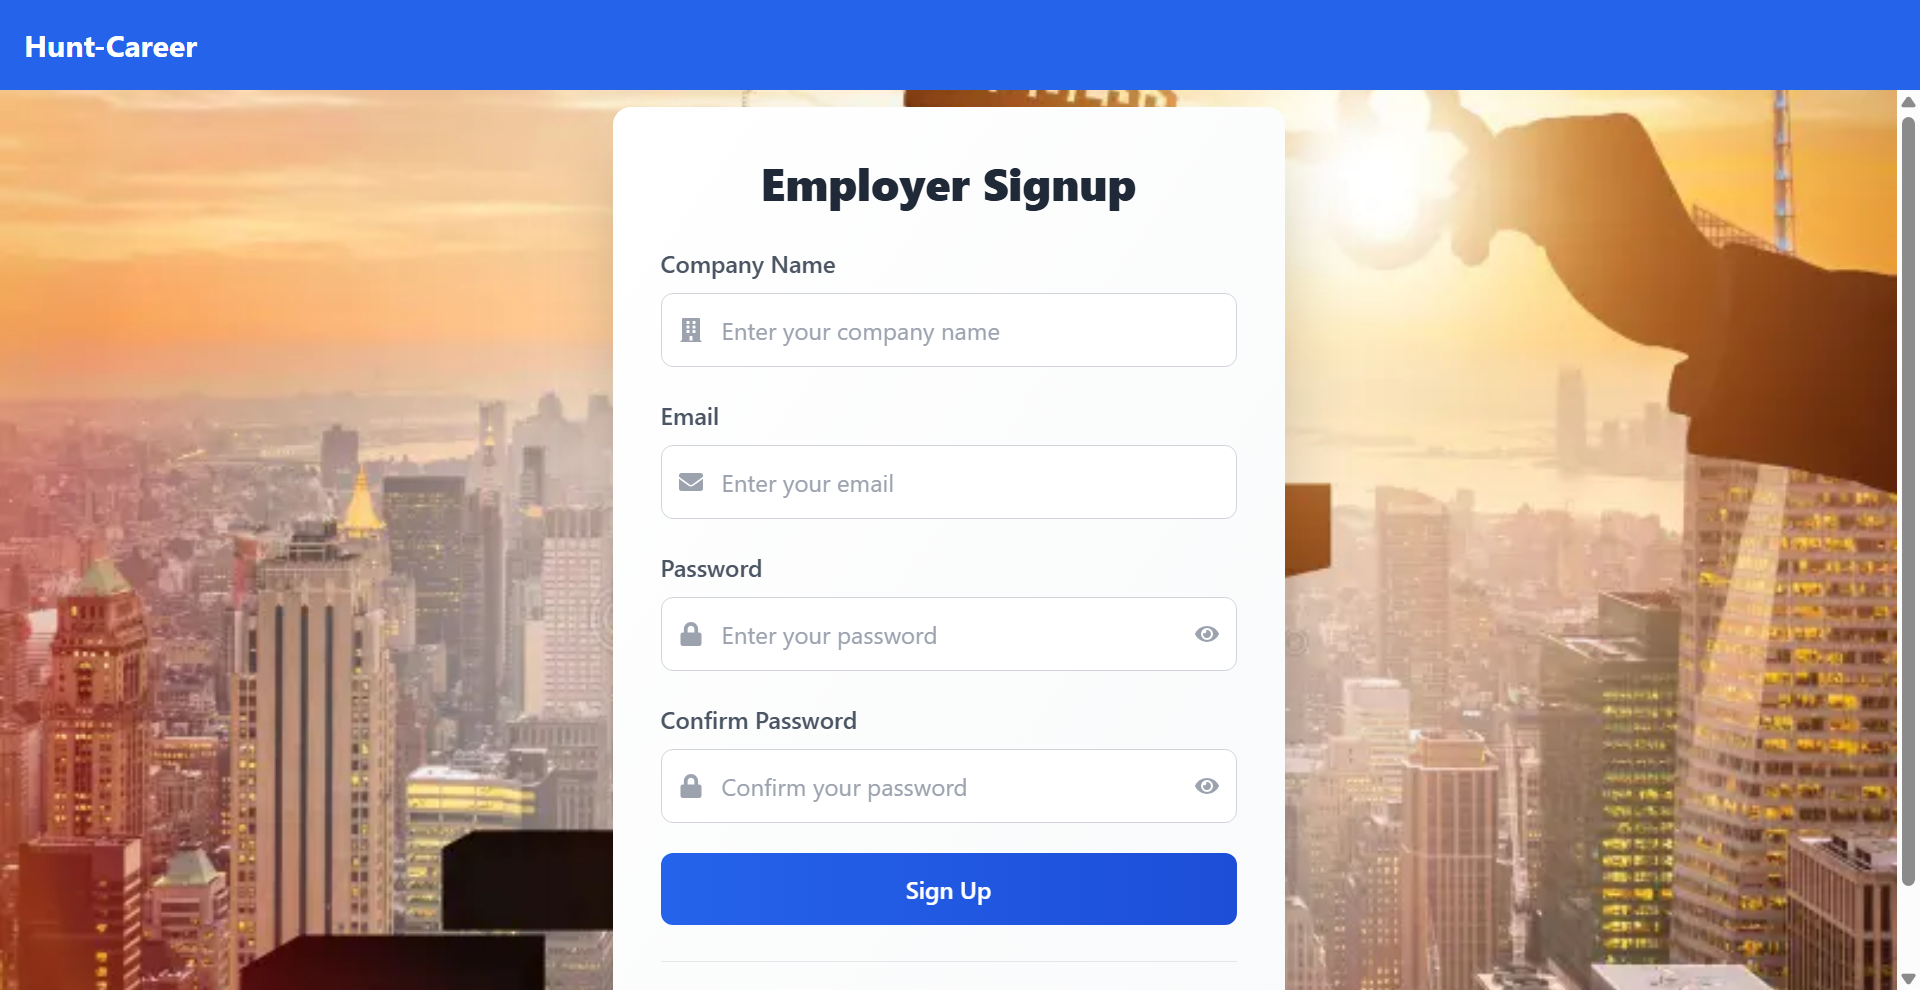 Hunt-Career
Employer Signup
Company Name
Enter your company name
Email
Enter your email
Password
Enter your password
Confirm Password
Confirm your password
Sign Up